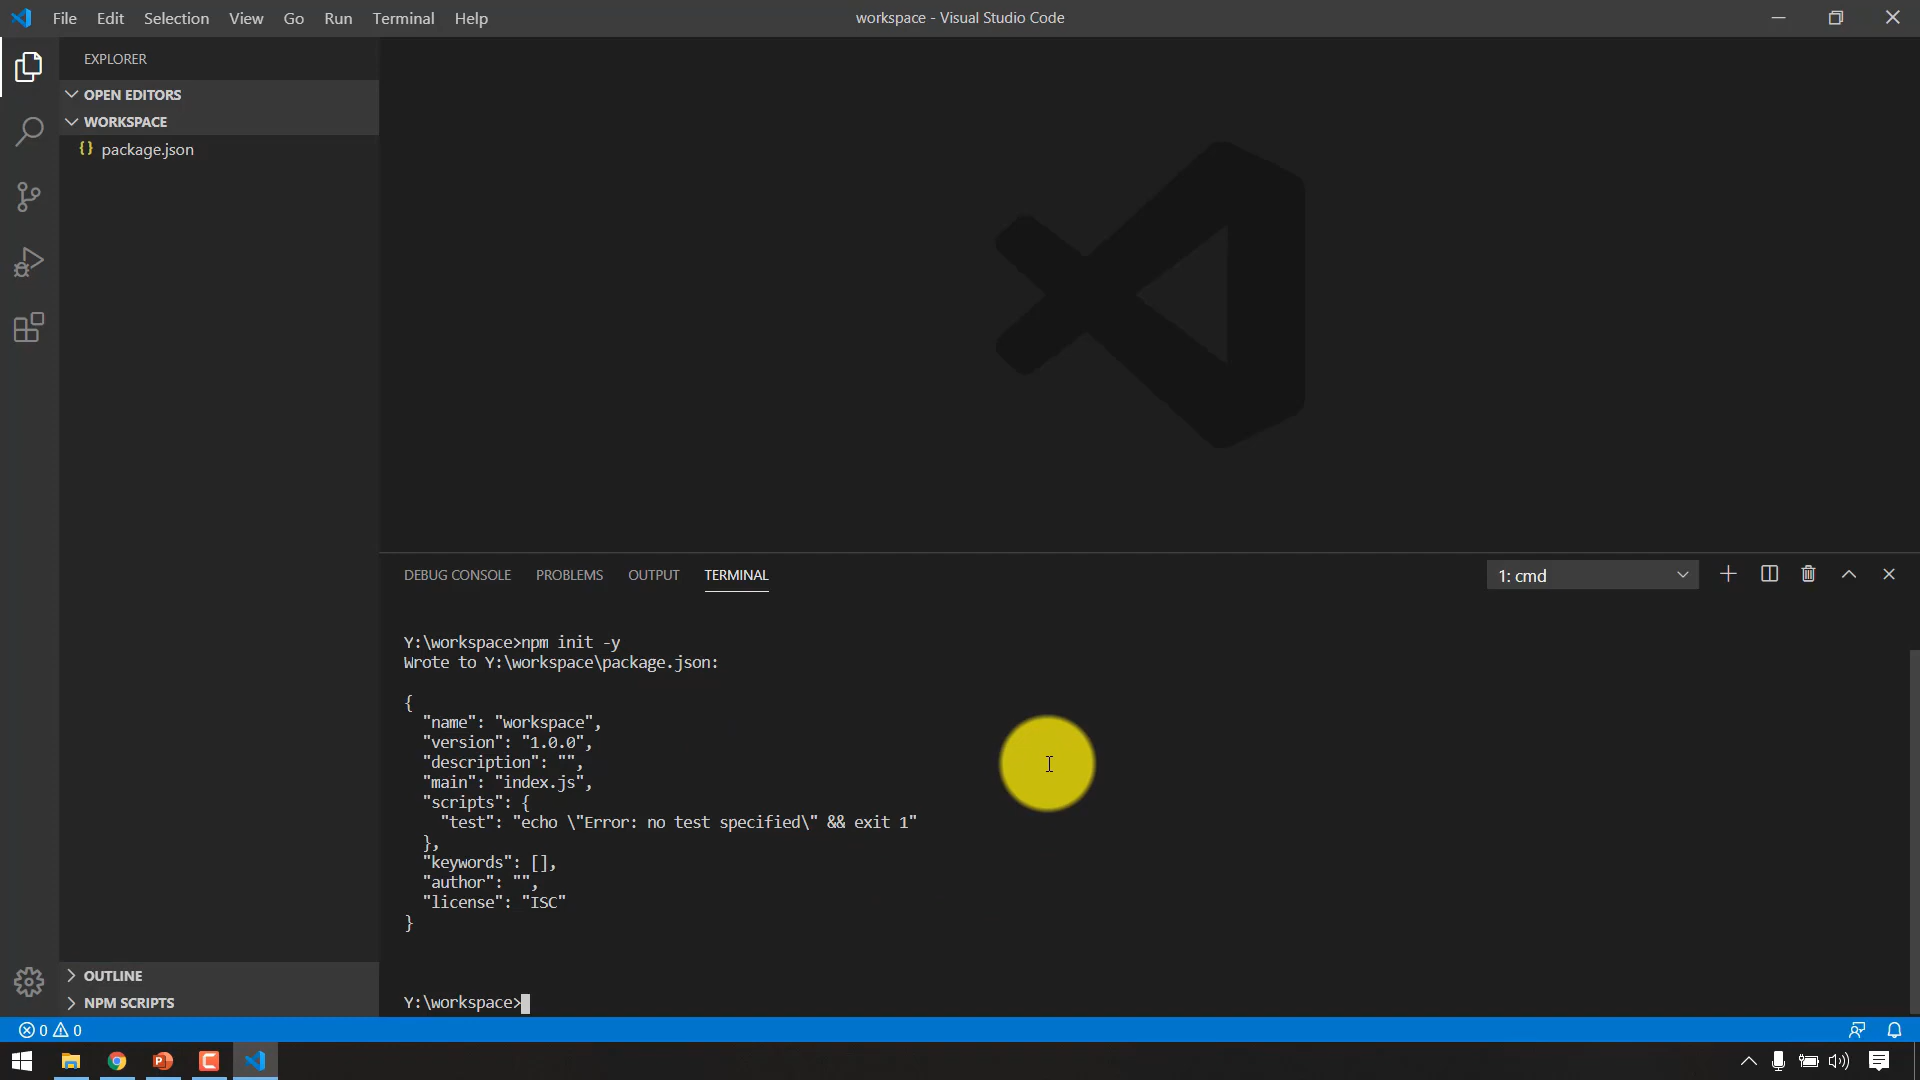 File Edit Selection View Go Run Terminal Help
workspace - Visual Studio Code
EXPLORER
OPEN EDITORS
WORKSPACE
{} package.json
DEBUG CONSOLE PROBLEMS OUTPUT TERMINAL
1: cmd
Y:\workspace>npm init -y
Wrote to Y:\workspace\package.json:
{
"name": "workspace",
"version": "1.0.0",
"description": "",
"main": "index.js",
"scripts": {
"test": "echo \"Error: no test specified\" && exit 1"
},
"keywords": [],
"author": "",
"license": "ISC"
}
Y:\workspace>
OUTLINE
NPM SCRIPTS
0 0